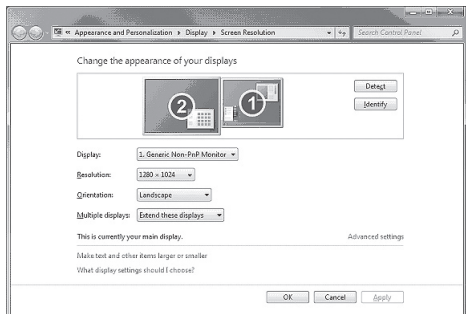 « Appearance and Personalization ▸ Display ▸ Screen Resolution
Search Control Panel
Change the appearance of your displays
2 1
Detect
Identify
Display: 1. Generic Non-PnP Monitor
Resolution: 1280 × 1024
Orientation: Landscape
Multiple displays: Extend these displays
This is currently your main display.
Advanced settings
Make text and other items larger or smaller
What display settings should I choose?
OK Cancel Apply